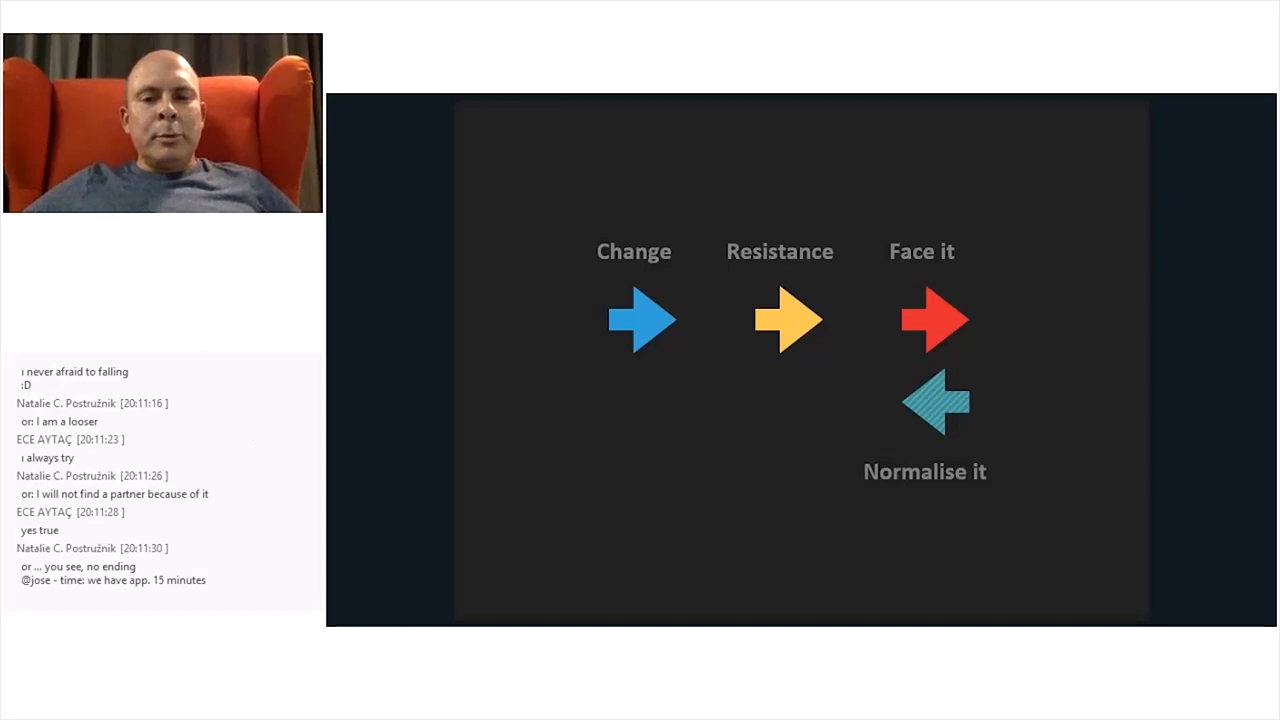 ı never afraid to falling
:D
Natalie C. Postružnik [20:11:16 ]
or: I am a looser
ECE AYTAÇ [20:11:23 ]
ı always try
Natalie C. Postružnik [20:11:26 ]
or: I will not find a partner because of it
ECE AYTAÇ [20:11:28 ]
yes true
Natalie C. Postružnik [20:11:30 ]
or ... you see, no ending
@jose - time: we have app. 15 minutes
Change
Resistance
Face it
Normalise it